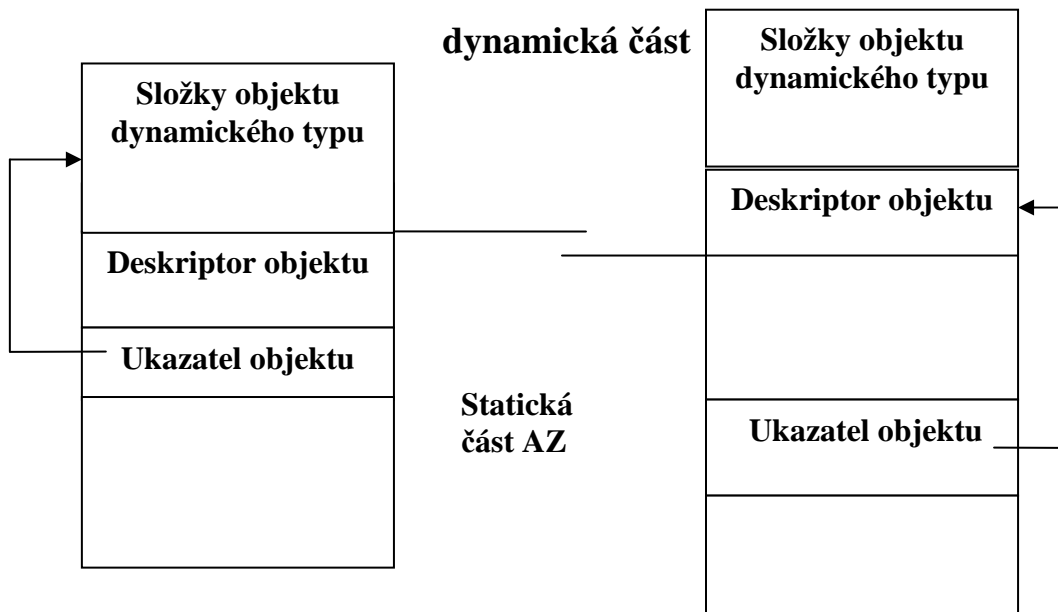 dynamická část
Složky objektu
dynamického typu
Deskriptor objektu
Ukazatel objektu
Statická
část AZ
Složky objektu
dynamického typu
Deskriptor objektu
Ukazatel objektu